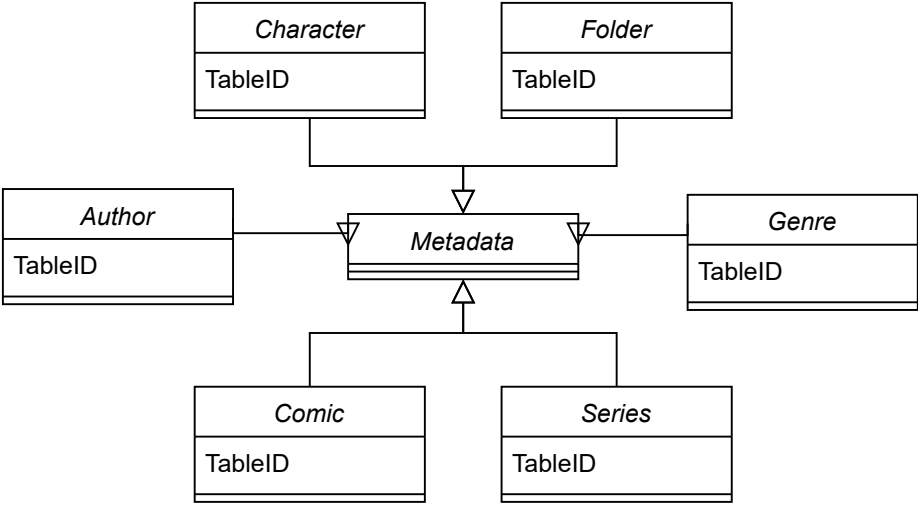 Character
TableID
Folder
TableID
Author
TableID
Metadata
Genre
TableID
Comic
TableID
Series
TableID